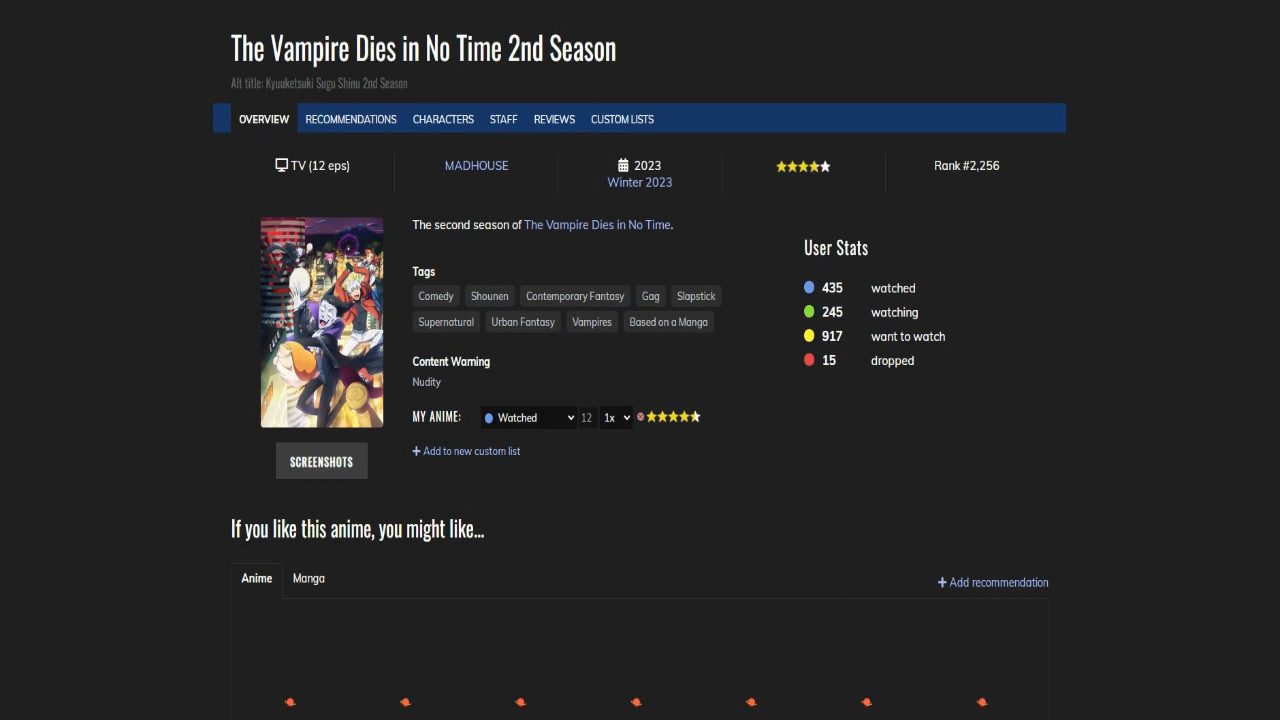 The Vampire Dies in No Time 2nd Season
Alt title: Kyuuketsuki Sugu Shinu 2nd Season
OVERVIEW RECOMMENDATIONS CHARACTERS STAFF REVIEWS CUSTOM LISTS
TV (12 eps) MADHOUSE 2023 Rank #2,256
Winter 2023
The second season of The Vampire Dies in No Time.
User Stats
Tags
Comedy Shounen Contemporary Fantasy Gag Slapstick
435 watched
245 watching
Supernatural Urban Fantasy Vampires Based on a Manga
917 want to watch
Content Warning
15 dropped
Nudity
MY ANIME: Watched 12 1x
+ Add to new custom list
SCREENSHOTS
If you like this anime, you might like...
Anime Manga
+ Add recommendation